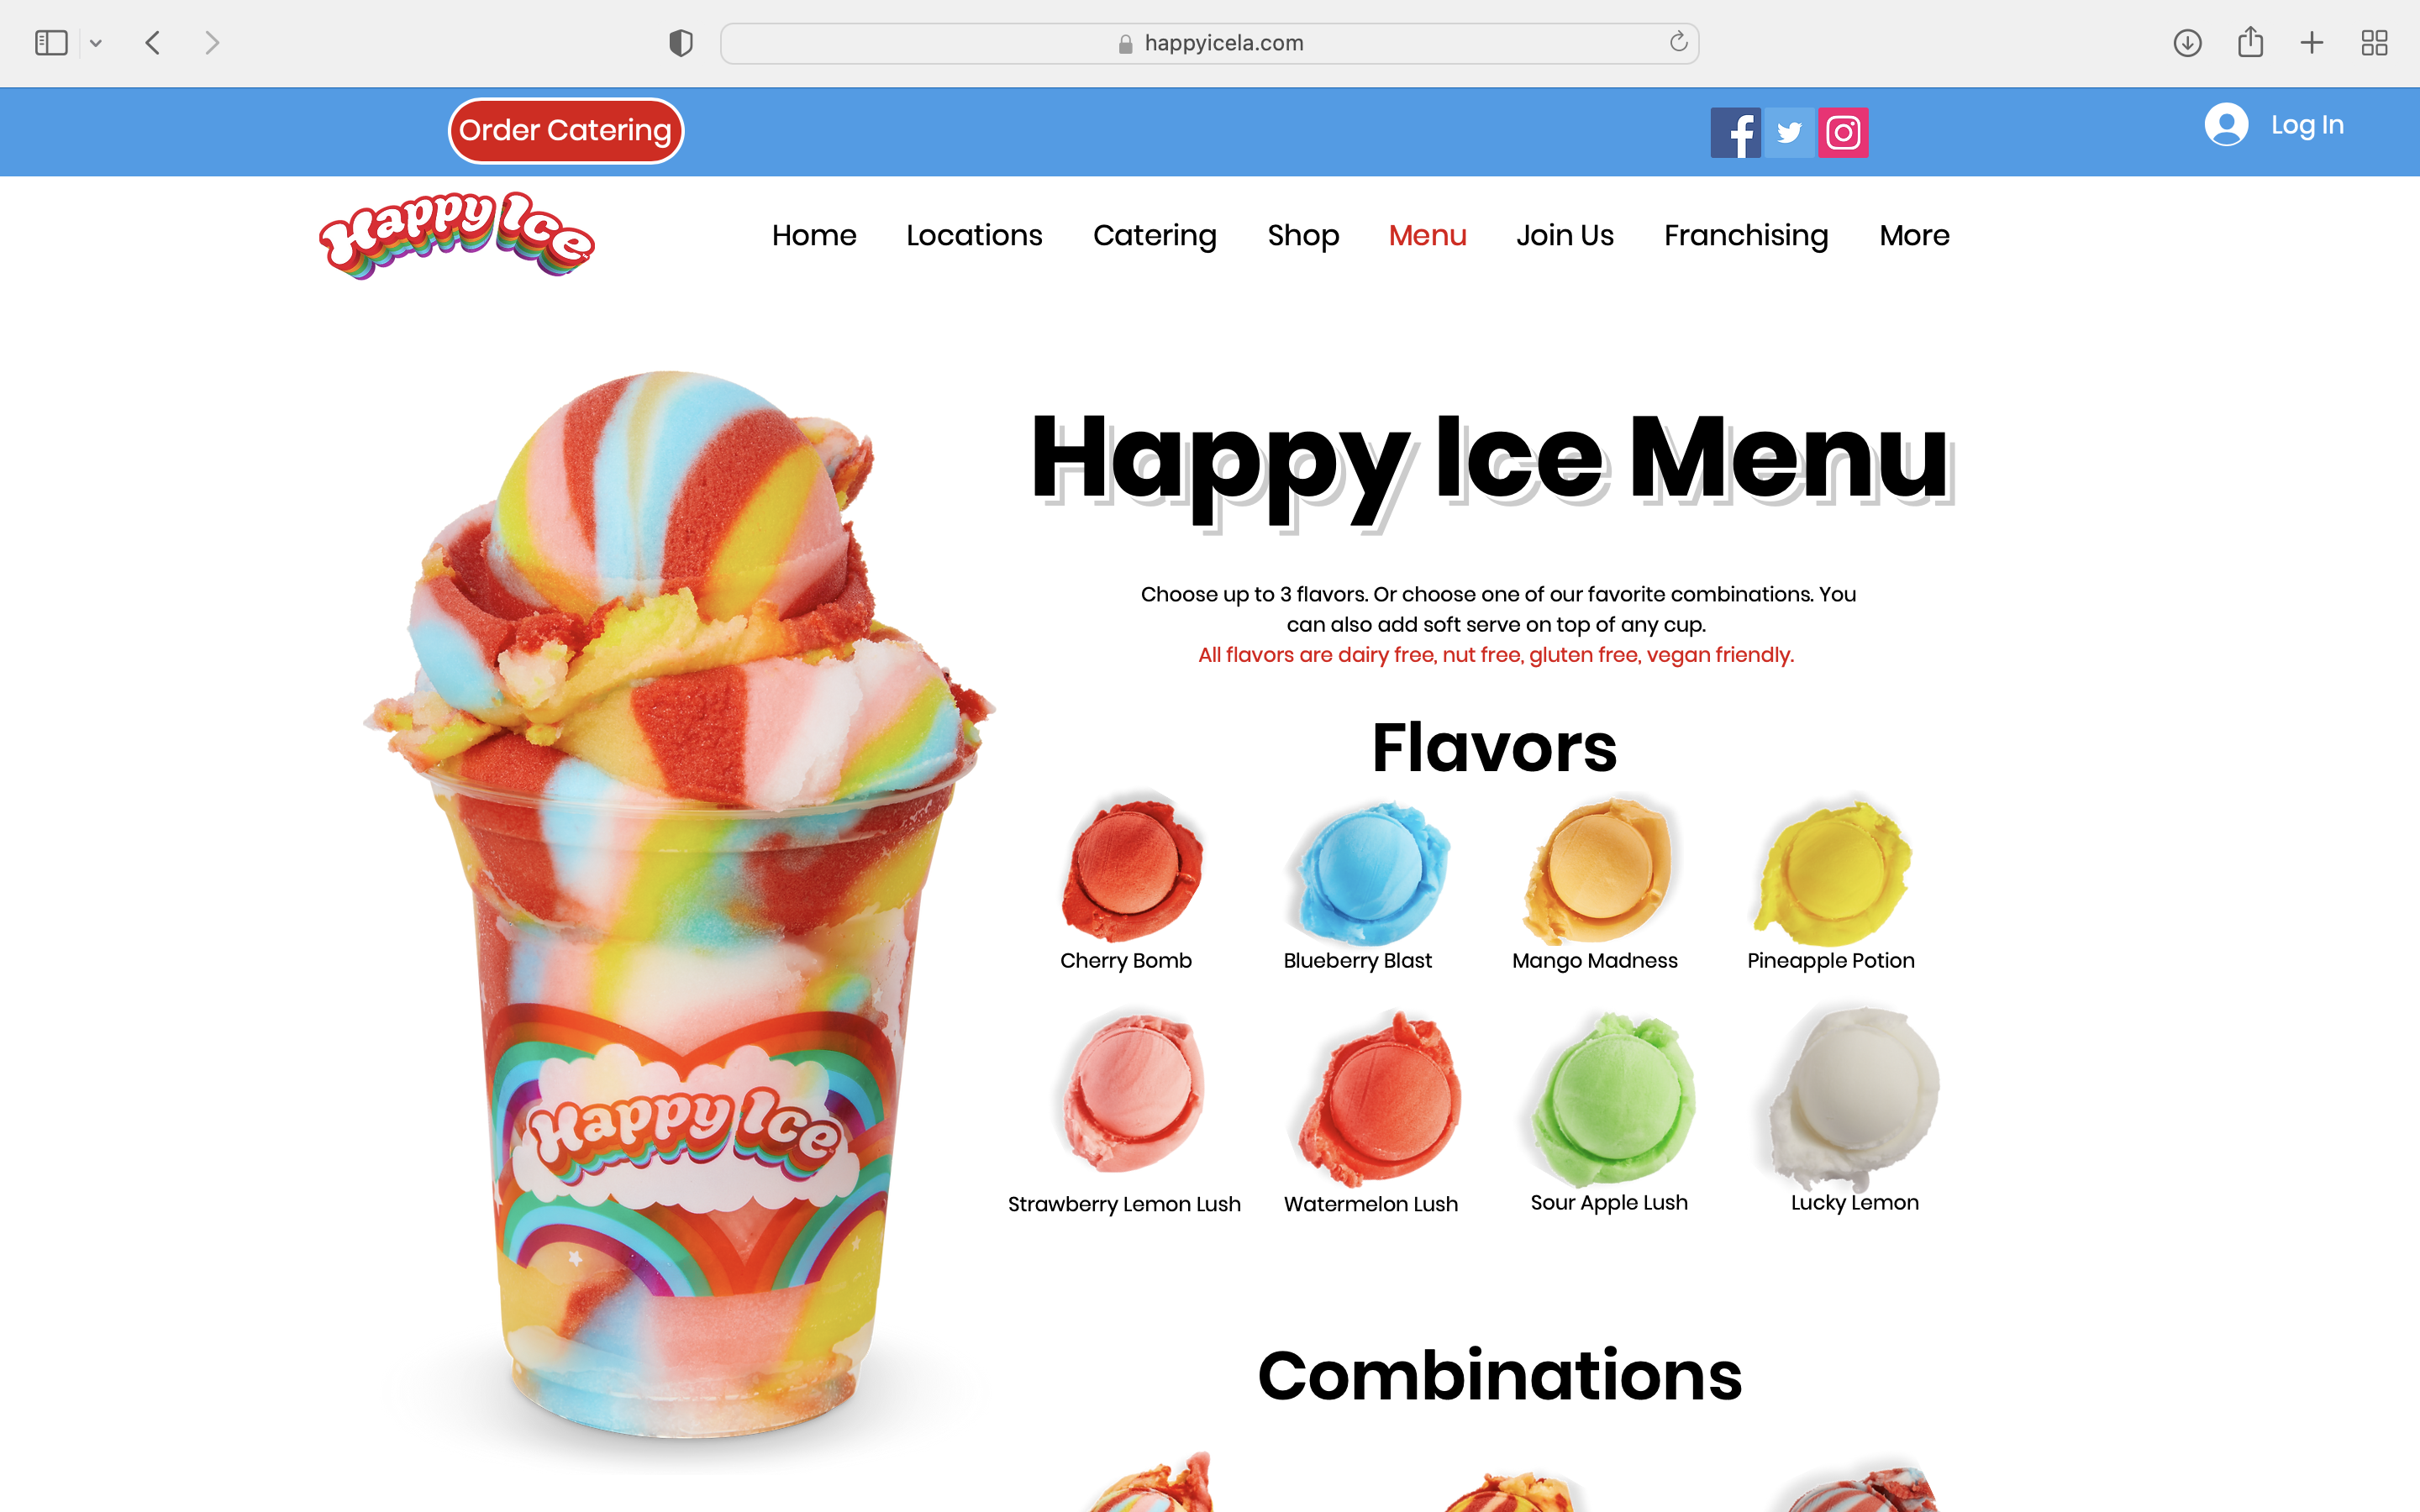 happyicela.com
Order Catering
Log In
Happy Ice
Home Locations Catering Shop Menu Join Us Franchising More
Happy Ice Menu
Choose up to 3 flavors. Or choose one of our favorite combinations. You
can also add soft serve on top of any cup.
All flavors are dairy free, nut free, gluten free, vegan friendly.
Flavors
Cherry Bomb Blueberry Blast Mango Madness Pineapple Potion
Strawberry Lemon Lush Watermelon Lush Sour Apple Lush Lucky Lemon
Happy Ice
Combinations